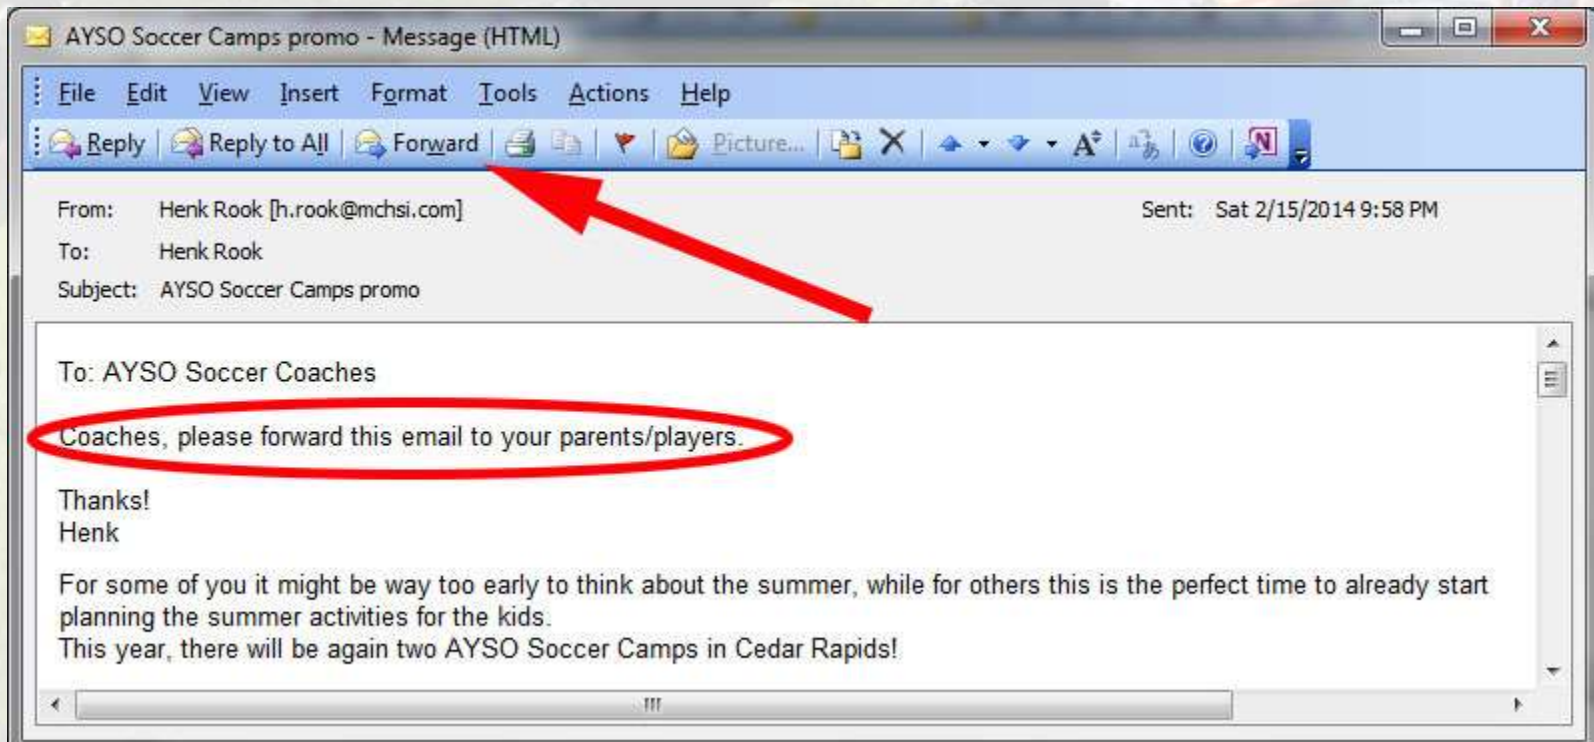 AYSO Soccer Camps promo - Message (HTML)
File Edit View Insert Format Tools Actions Help
Reply Reply to All Forward Picture...
From: Henk Rook [h.rook@mchsi.com] Sent: Sat 2/15/2014 9:58 PM
To: Henk Rook
Subject: AYSO Soccer Camps promo
To: AYSO Soccer Coaches
Coaches, please forward this email to your parents/players.
Thanks!
Henk
For some of you it might be way too early to think about the summer, while for others this is the perfect time to already start
planning the summer activities for the kids.
This year, there will be again two AYSO Soccer Camps in Cedar Rapids!